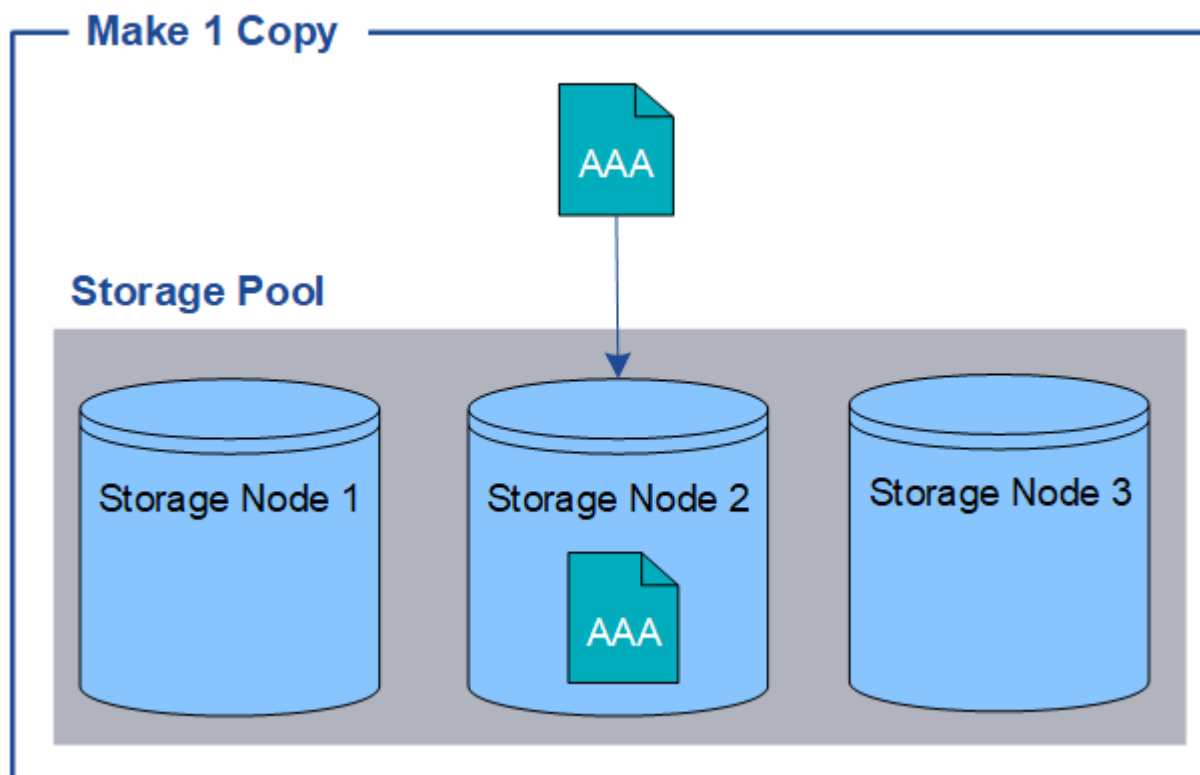 Make 1 Copy
AAA
Storage Pool
Storage Node 1
Storage Node 2
Storage Node 3
AAA